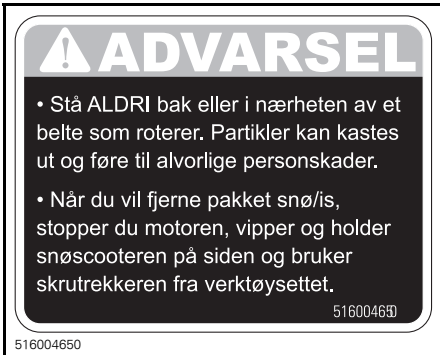 ADVARSEL
• Stå ALDRI bak eller i nærheten av et
belte som roterer. Partikler kan kastes
ut og føre til alvorlige personskader.
• Når du vil fjerne pakket snø/is,
stopper du motoren, vipper og holder
snøscooteren på siden og bruker
skrutrekkeren fra verktøysettet.
516004650
516004650